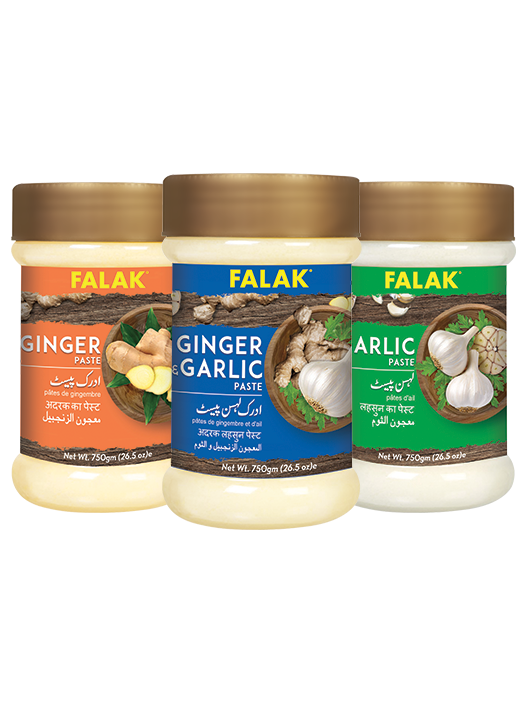 FALAK
GINGER
PASTE
ادرک پیسٹ
pâtes de gingembre
अदरक का पेस्ट
معجون الزنجبيل
Net Wt. 750gm (26.5 oz)e
FALAK
GINGER
& GARLIC
PASTE
ادرک لہسن پیسٹ
pâtes de gingembre et d'ail
अदरक लहसुन पेस्ट
المعجون الزنجبيل و الثوم
Net Wt. 750gm (26.5 oz)e
FALAK
ARLIC
PASTE
لہسن پیسٹ
pâtes d'ail
लहसुन का पेस्ट
معجون الثوم
Net Wt. 750gm (26.5 oz)e